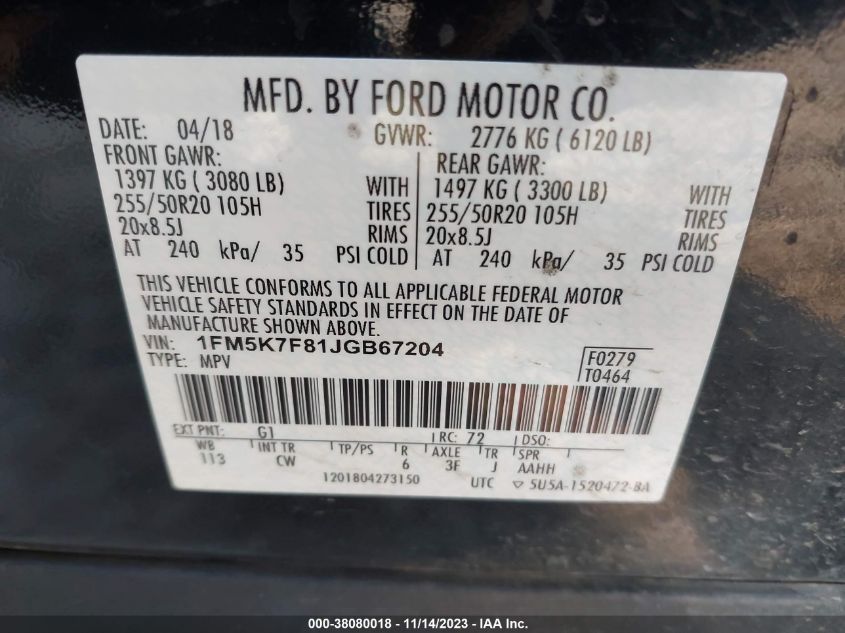 MFD. BY FORD MOTOR CO.
DATE: 04/18 GVWR: 2776 KG ( 6120 LB)
FRONT GAWR: REAR GAWR:
1397 KG ( 3080 LB) WITH 1497 KG ( 3300 LB) WITH
255/50R20 105H TIRES 255/50R20 105H TIRES
20x8.5J RIMS 20x8.5J RIMS
AT 240 kPa/ 35 PSI COLD AT 240 kPa/ 35 PSI COLD
THIS VEHICLE CONFORMS TO ALL APPLICABLE FEDERAL MOTOR
VEHICLE SAFETY STANDARDS IN EFFECT ON THE DATE OF
MANUFACTURE SHOWN ABOVE.
VIN: 1FM5K7F81JGB67204 F0279
TYPE: MPV T0464
EXT PNT: G1 RC: 72 DSO:
WB INT TR TP/PS R AXLE TR SPR
113 CW 6 3F J AAHH
1201804273150 UTC ▽ 5U5A-1520472-BA
000-38080018 - 11/14/2023 - IAA Inc.